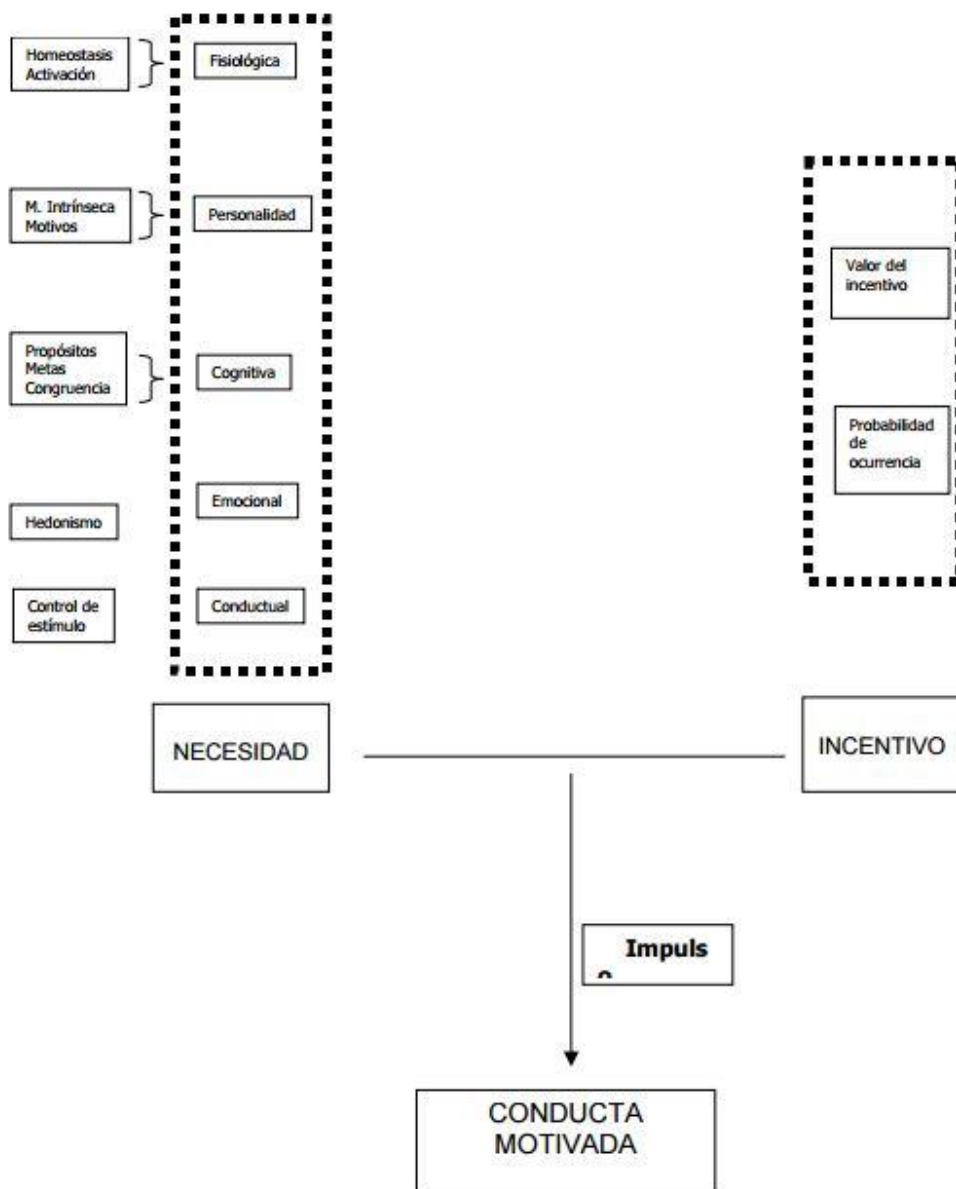 Homeostasis
Activación
Fisiológica
M. Intrínseca
Motivos
Personalidad
Valor del
incentivo
Propósitos
Metas
Congruencia
Cognitiva
Probabilidad
de
ocurrencia
Hedonismo
Emocional
Control de
estímulo
Conductual
NECESIDAD
INCENTIVO
Impuls
o
CONDUCTA
MOTIVADA